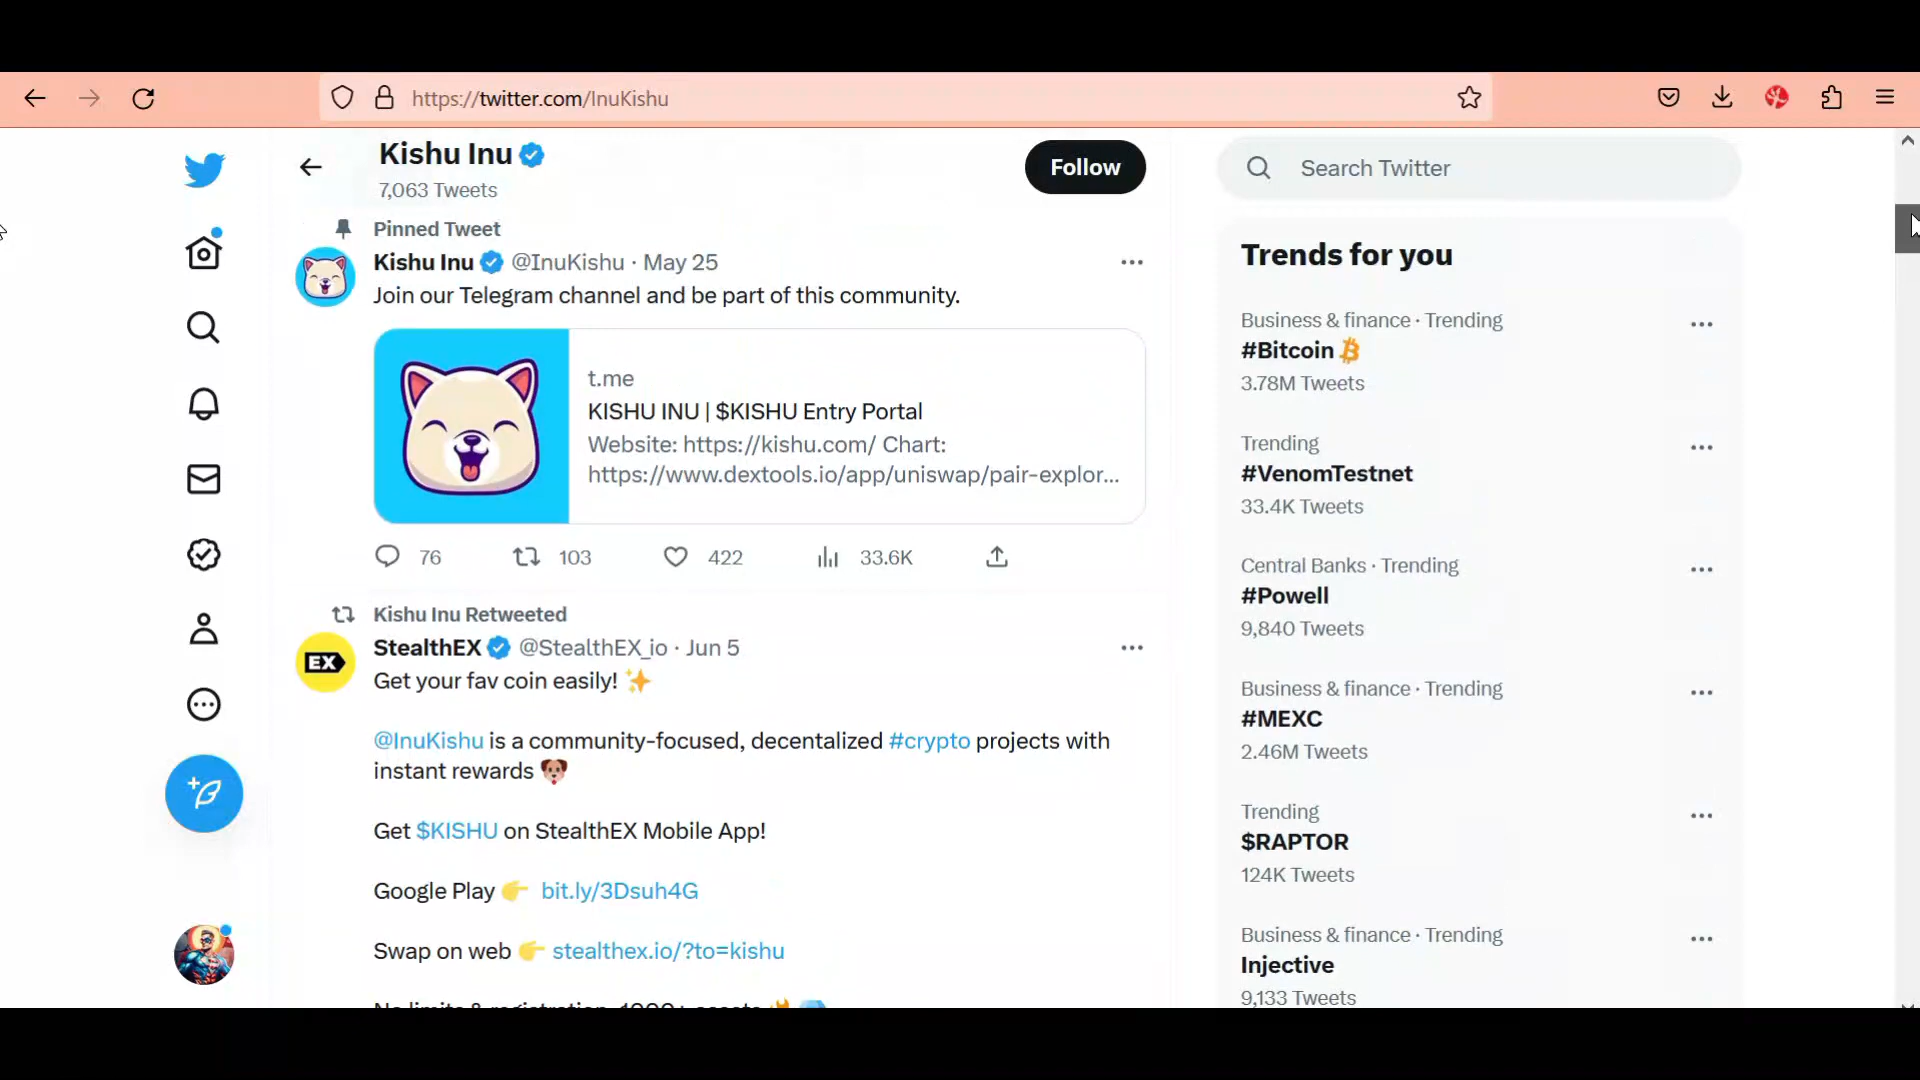 https://twitter.com/InuKishu
Kishu Inu
7,063 Tweets
Follow
Search Twitter
Pinned Tweet
Kishu Inu @InuKishu · May 25
Join our Telegram channel and be part of this community.
t.me
KISHU INU | $KISHU Entry Portal
Website: https://kishu.com/ Chart:
https://www.dextools.io/app/uniswap/pair-explor...
76 103 422 33.6K
Kishu Inu Retweeted
EX
StealthEX @StealthEX_io · Jun 5
Get your fav coin easily! ✨
@InuKishu is a community-focused, decentalized #crypto projects with
instant rewards 🐶
Get $KISHU on StealthEX Mobile App!
Google Play 👉 bit.ly/3Dsuh4G
Swap on web 👉 stealthex.io/?to=kishu
Trends for you
Business & finance · Trending
#Bitcoin
3.78M Tweets
Trending
#VenomTestnet
33.4K Tweets
Central Banks · Trending
#Powell
9,840 Tweets
Business & finance · Trending
#MEXC
2.46M Tweets
Trending
$RAPTOR
124K Tweets
Business & finance · Trending
Injective
9,133 Tweets